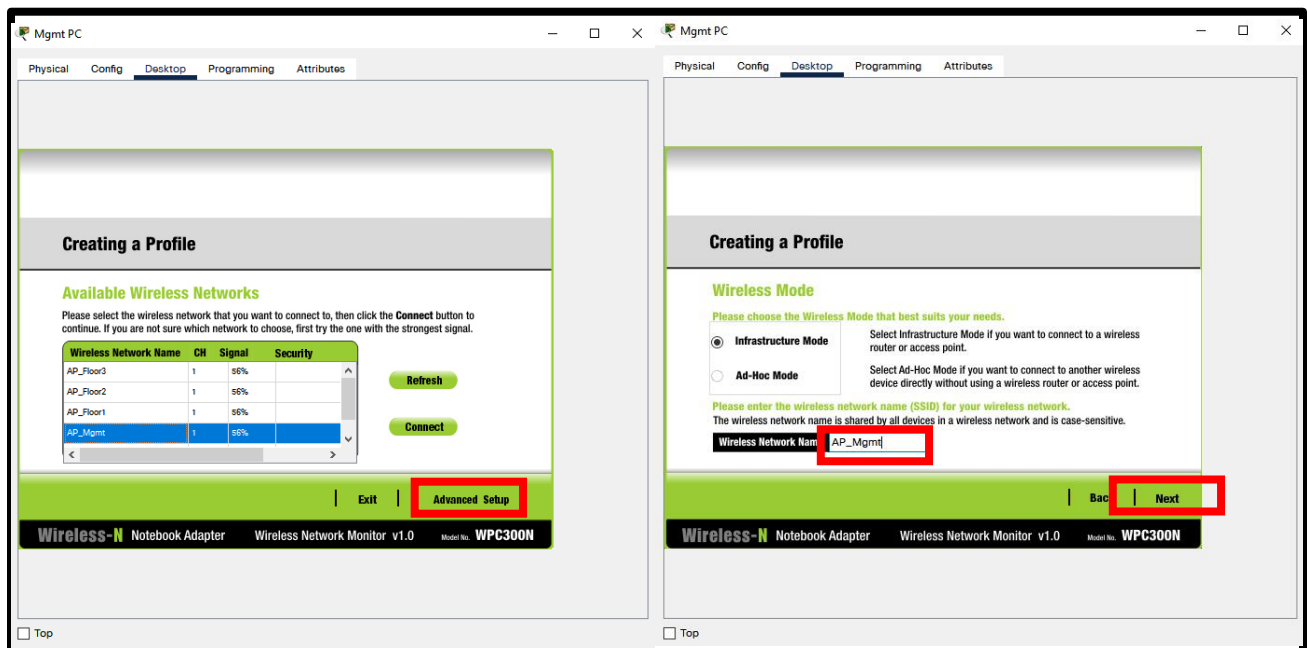 Mgmt PC
Physical Config Desktop Programming Attributes
Creating a Profile
Available Wireless Networks
Please select the wireless network that you want to connect to, then click the Connect button to
continue. If you are not sure which network to choose, first try the one with the strongest signal.
Wireless Network Name CH Signal Security
AP_Floor3 1 56%
AP_Floor2 1 56%
AP_Floor1 1 56%
AP_Mgmt 1 56%
Refresh
Connect
Exit Advanced Setup
Wireless-N Notebook Adapter Wireless Network Monitor v1.0 Model No. WPC300N
Top
Mgmt PC
Physical Config Desktop Programming Attributes
Creating a Profile
Wireless Mode
Please choose the Wireless Mode that best suits your needs.
Infrastructure Mode
Select Infrastructure Mode if you want to connect to a wireless
router or access point.
Ad-Hoc Mode
Select Ad-Hoc Mode if you want to connect to another wireless
device directly without using a wireless router or access point.
Please enter the wireless network name (SSID) for your wireless network.
The wireless network name is shared by all devices in a wireless network and is case-sensitive.
Wireless Network Nam AP_Mgmt
Bac Next
Wireless-N Notebook Adapter Wireless Network Monitor v1.0 Model No. WPC300N
Top